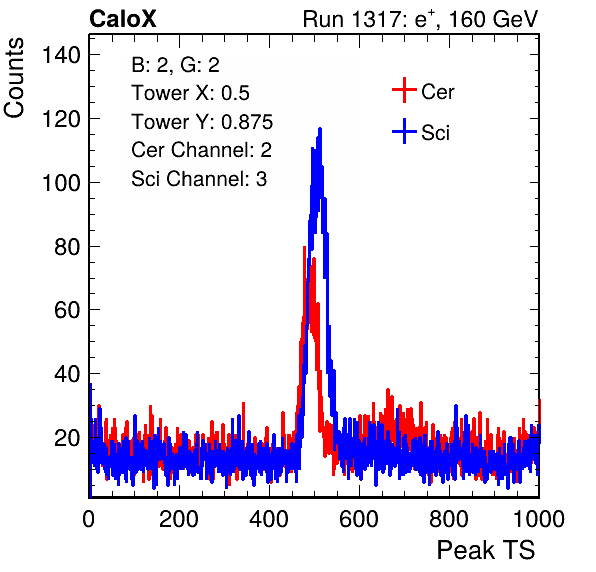 CaloX
Run 1317: e+, 160 GeV
Counts
B: 2, G: 2
Tower X: 0.5
Tower Y: 0.875
Cer Channel: 2
Sci Channel: 3
Cer
Sci
140
120
100
80
60
40
20
0 200 400 600 800 1000
Peak TS